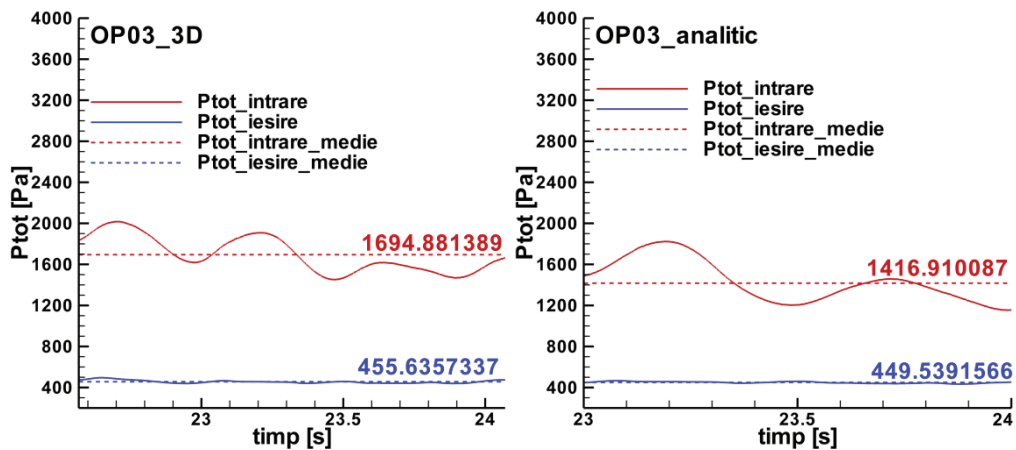 OP03_3D
Ptot_intrare
Ptot_iesire
Ptot_intrare_medie
Ptot_iesire_medie
1694.881389
455.6357337
4000
3600
3200
2800
2400
2000
1600
1200
800
400
Ptot [Pa]
23
23.5
24
timp [s]
OP03_analitic
Ptot_intrare
Ptot_iesire
Ptot_intrare_medie
Ptot_iesire_medie
1416.910087
449.5391566
4000
3600
3200
2800
2400
2000
1600
1200
800
400
Ptot [Pa]
23
23.5
24
timp [s]